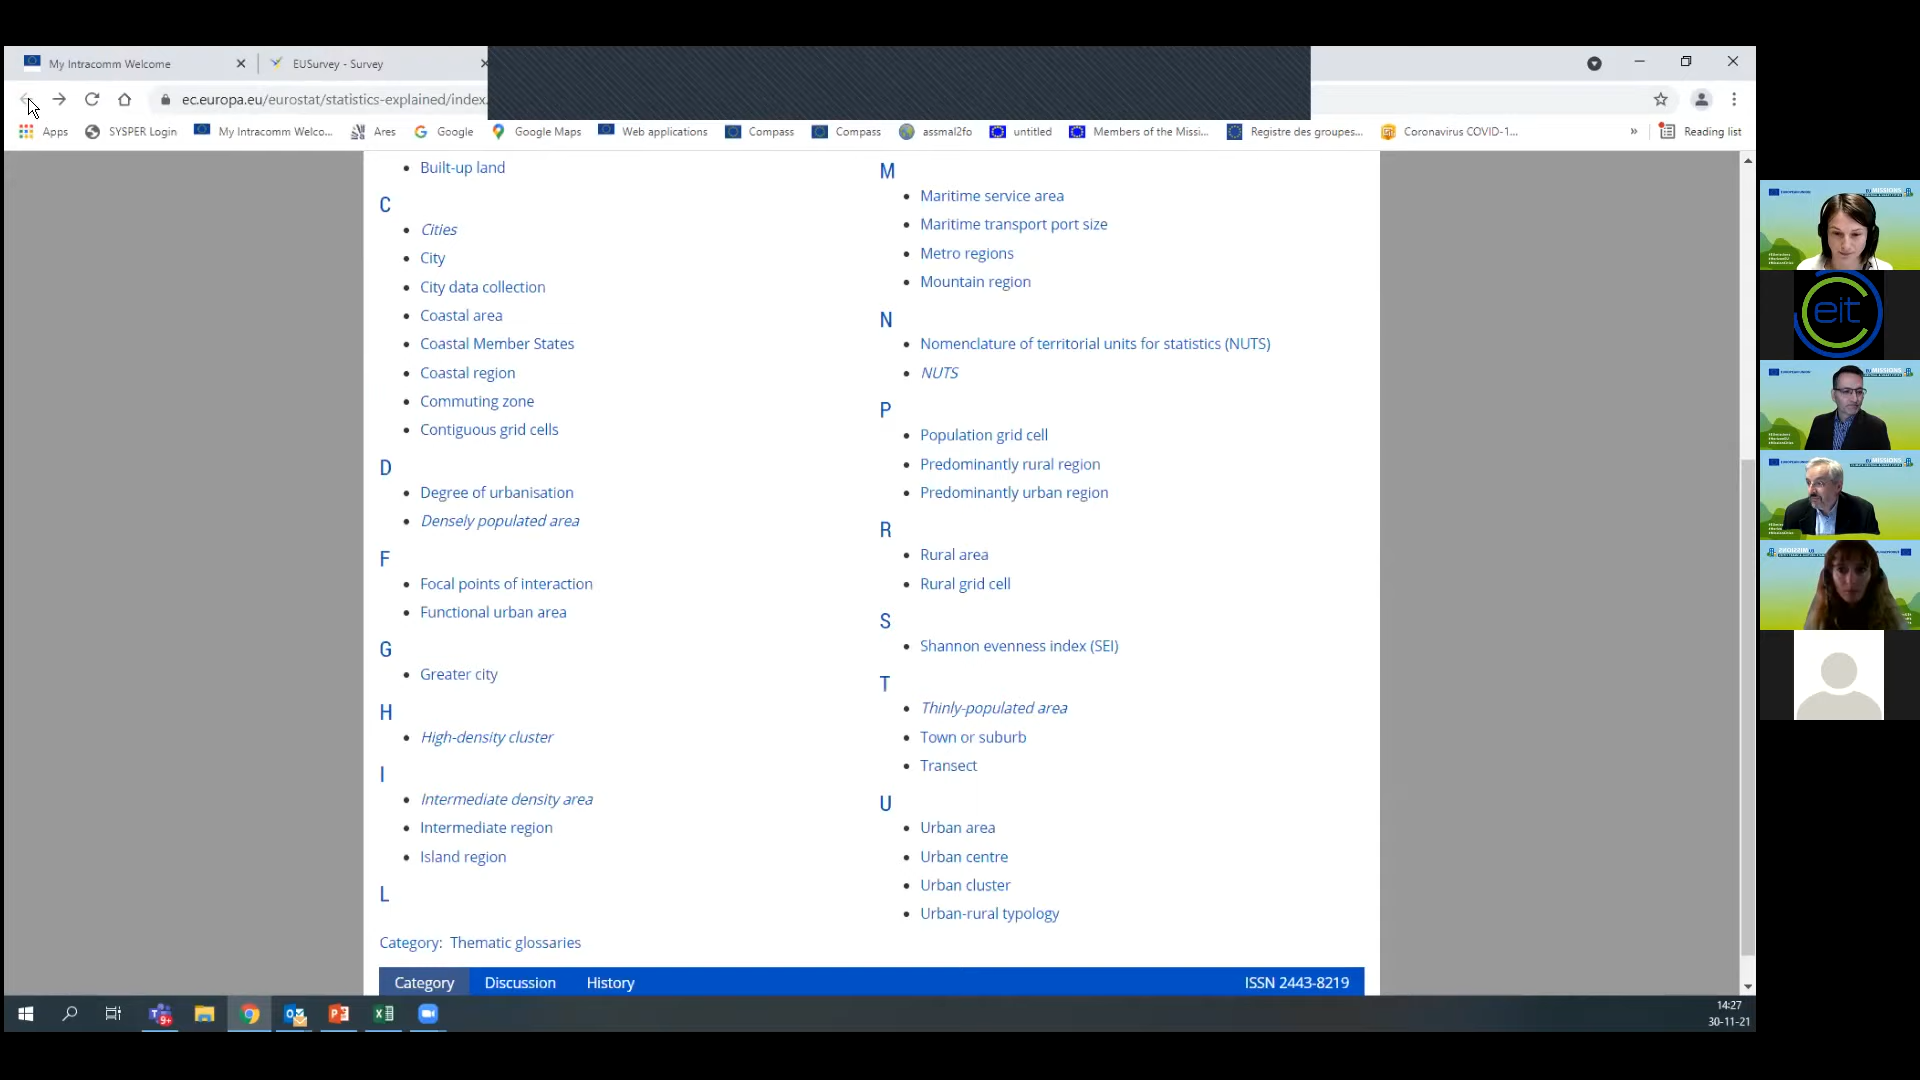 My Intracomm Welcome
EUSurvey - Survey
ec.europa.eu/eurostat/statistics-explained/index.
Apps
SYSPER Login
My Intracomm Welco...
Ares
Google
Google Maps
Web applications
Compass
Compass
assmal2fo
untitled
Members of the Missi...
Registre des groupes...
Coronavirus COVID-1...
»
Reading list
Built-up land
C
Cities
City
City data collection
Coastal area
Coastal Member States
Coastal region
Commuting zone
Contiguous grid cells
D
Degree of urbanisation
Densely populated area
F
Focal points of interaction
Functional urban area
G
Greater city
H
High-density cluster
I
Intermediate density area
Intermediate region
Island region
L
M
Maritime service area
Maritime transport port size
Metro regions
Mountain region
N
Nomenclature of territorial units for statistics (NUTS)
NUTS
P
Population grid cell
Predominantly rural region
Predominantly urban region
R
Rural area
Rural grid cell
S
Shannon evenness index (SEI)
T
Thinly-populated area
Town or suburb
Transect
U
Urban area
Urban centre
Urban cluster
Urban-rural typology
Category: Thematic glossaries
Category
Discussion
History
ISSN 2443-8219
9+
14:27
30-11-21
eit